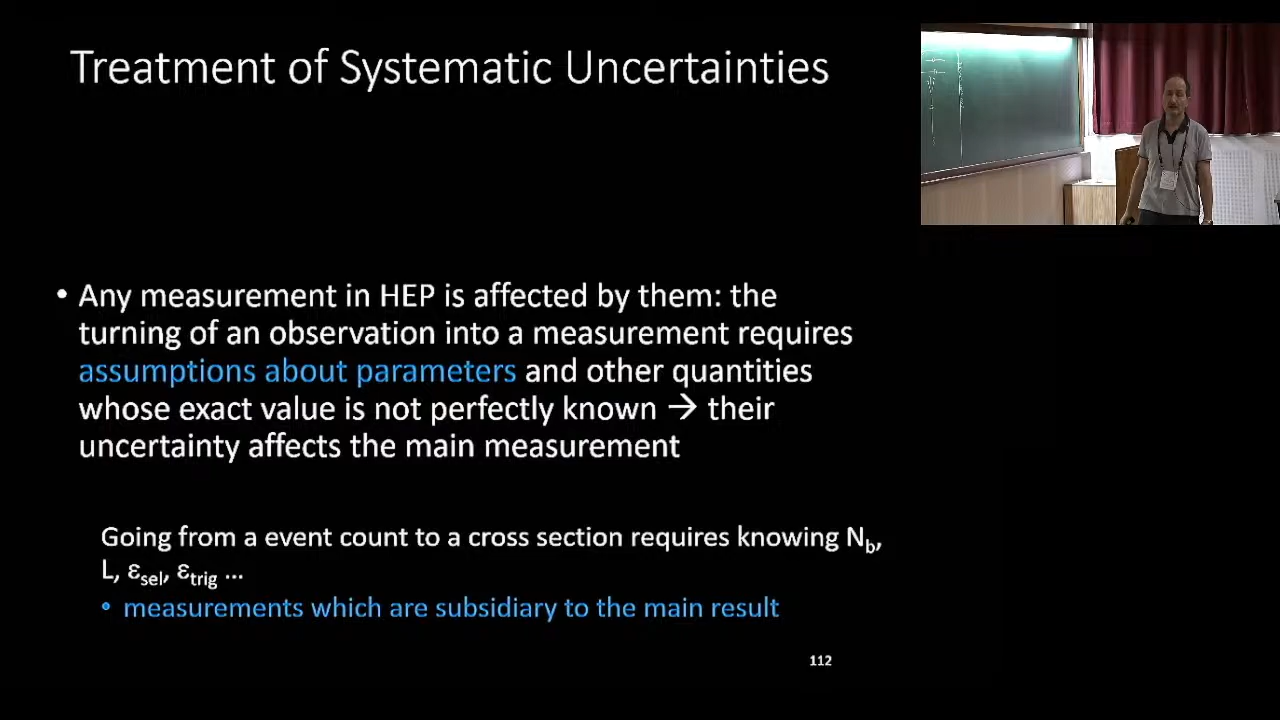 Treatment of Systematic Uncertainties
• Any measurement in HEP is affected by them: the
turning of an observation into a measurement requires
assumptions about parameters and other quantities
whose exact value is not perfectly known → their
uncertainty affects the main measurement
Going from a event count to a cross section requires knowing N_b,
L, ε_sel, ε_trig ...
• measurements which are subsidiary to the main result
112